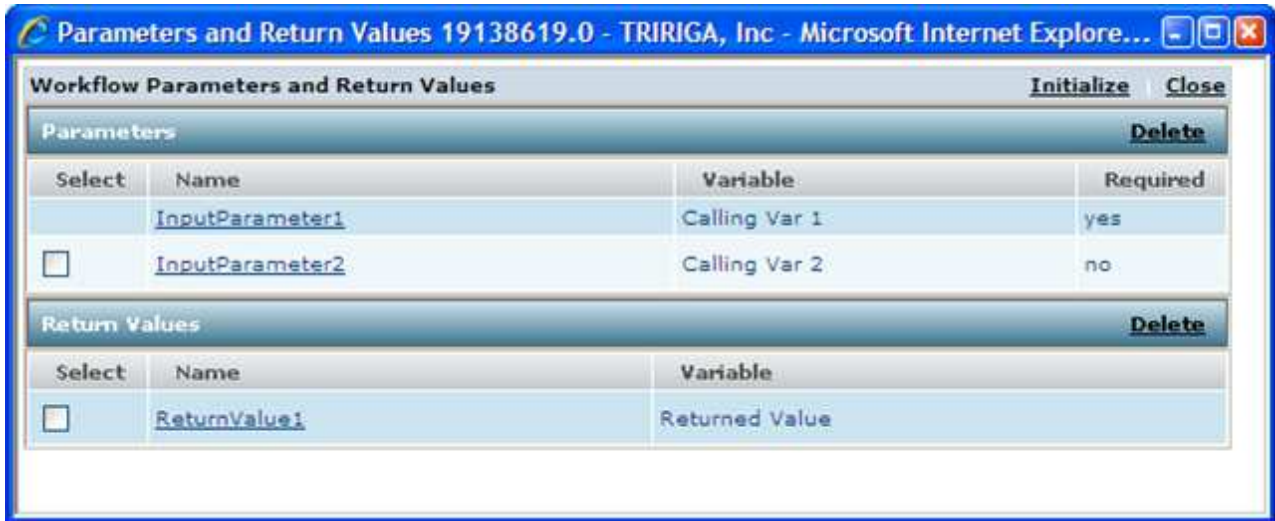 Parameters and Return Values 19138619.0 - TRIRIGA, Inc - Microsoft Internet Explore...
Workflow Parameters and Return Values Initialize Close
Parameters Delete
Select Name Variable Required
InputParameter1 Calling Var 1 yes
InputParameter2 Calling Var 2 no
Return Values Delete
Select Name Variable
ReturnValue1 Returned Value